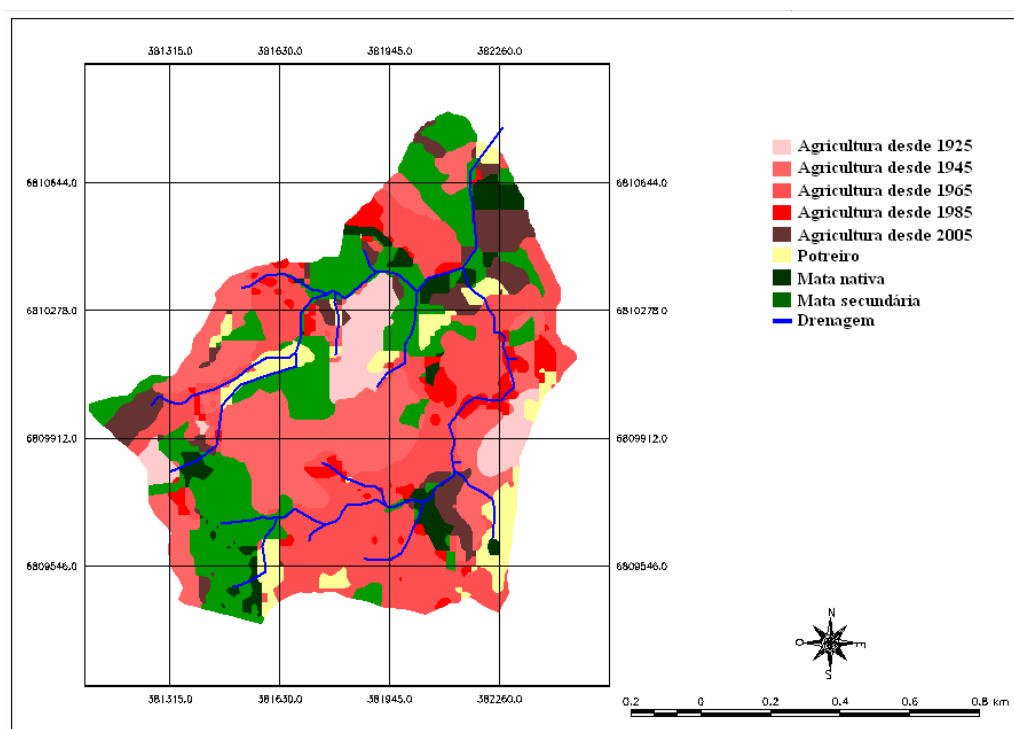 381315.0 381630.0 381945.0 382260.0
Agricultura desde 1925
Agricultura desde 1945
6810644.0 6810644.0
Agricultura desde 1965
Agricultura desde 1985
Agricultura desde 2005
Potreiro
Mata nativa
Mata secundária
6810278.0 6810278.0
Drenagem
6809912.0 6809912.0
6809546.0 6809546.0
N
O E
S
381315.0 381630.0 381945.0 382260.0
0.2 0 0.2 0.4 0.6 0.8 km